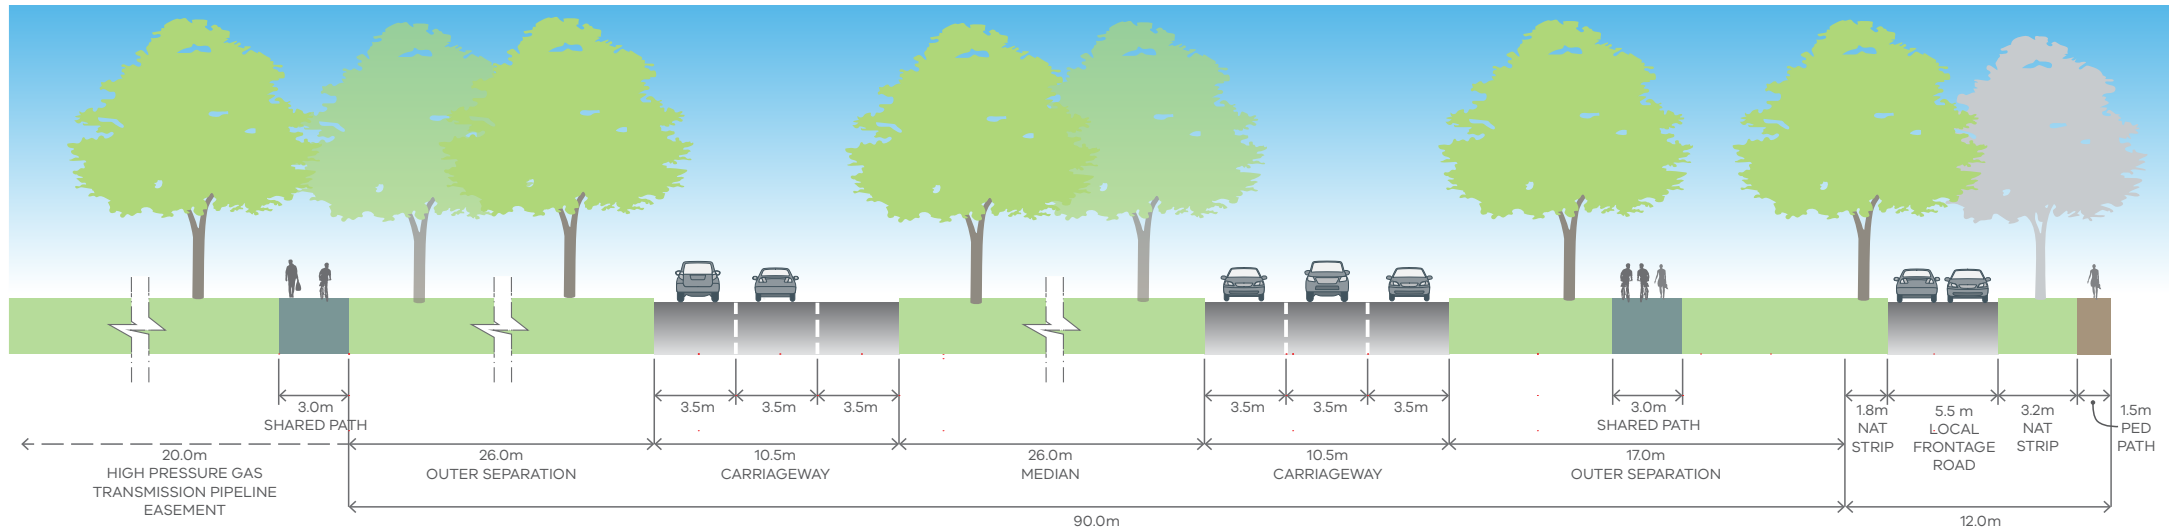 3.0m
SHARED PATH
3.5m
3.5m
3.5m
3.5m
3.5m
3.5m
3.0m
SHARED PATH
1.8m
NAT
STRIP
5.5 m
LOCAL
FRONTAGE
ROAD
3.2m
NAT
STRIP
1.5m
PED
PATH
20.0m
HIGH PRESSURE GAS
TRANSMISSION PIPELINE
EASEMENT
26.0m
OUTER SEPARATION
10.5m
CARRIAGEWAY
26.0m
MEDIAN
10.5m
CARRIAGEWAY
17.0m
OUTER SEPARATION
90.0m
12.0m